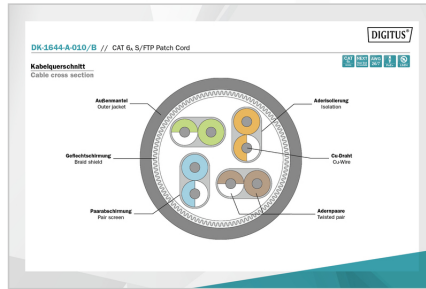 DIGITUS®
DK-1644-A-010/B // CAT 6A S/FTP Patch Cord
Kabelquerschnitt
Cable cross section
Außenmantel
Outer jacket
Aderisolierung
Isolation
Geflechtschirmung
Braid shield
Cu-Draht
Cu-Wire
Paarabschirmung
Pair screen
Adernpaare
Twisted pair